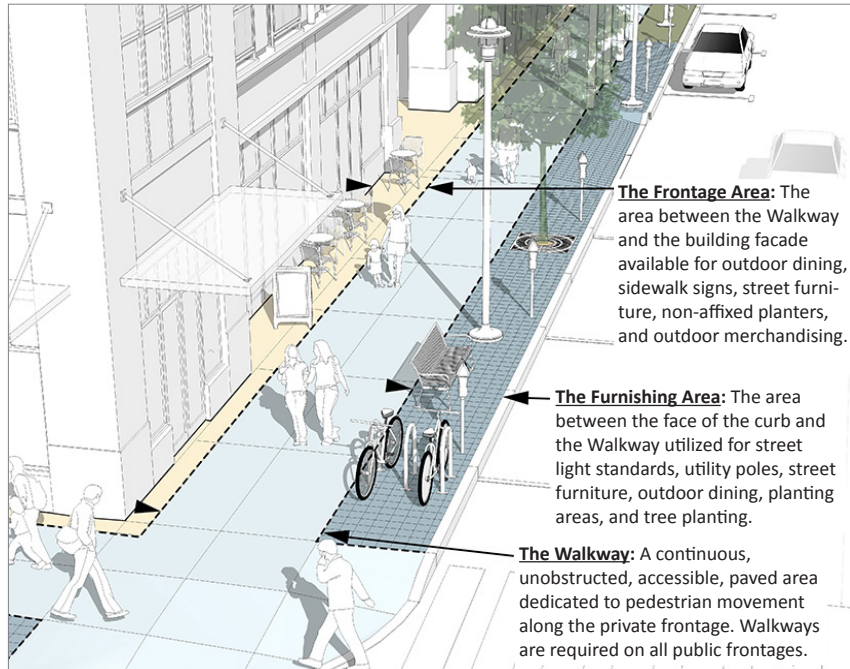 The Frontage Area: The
area between the Walkway
and the building facade
available for outdoor dining,
sidewalk signs, street furni-
ture, non-affixed planters,
and outdoor merchandising.
The Furnishing Area: The area
between the face of the curb and
the Walkway utilized for street
light standards, utility poles, street
furniture, outdoor dining, planting
areas, and tree planting.
The Walkway: A continuous,
unobstructed, accessible, paved area
dedicated to pedestrian movement
along the private frontage. Walkways
are required on all public frontages.